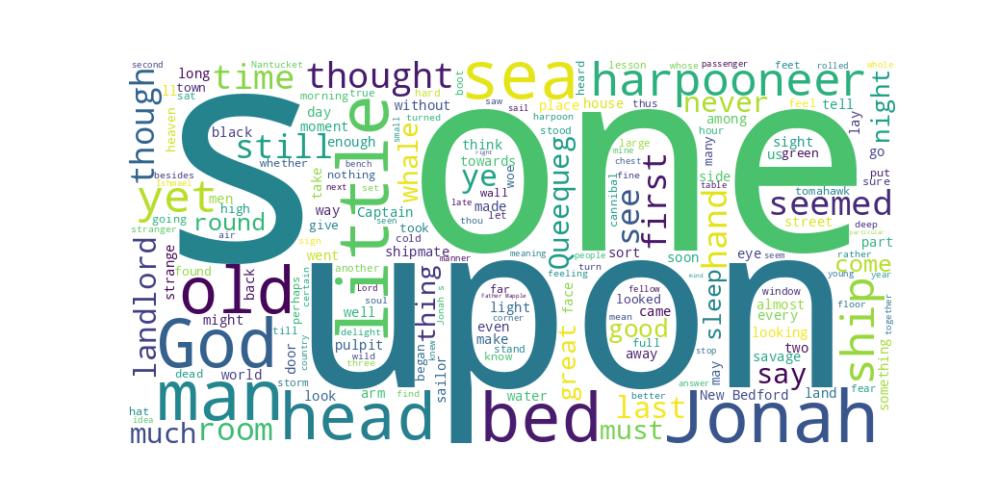 second
long
town
ll
sat
time
Nantucket
morning
true
thought
boot
sea
heard
harpooneer
lesson
whose
passenger
feet
rolled
whole
though
heaven
besides
Ishmael
yet
men
going
stranger
high
round
air
S
black
still
whether
day
moment
enough
nothing
bench
take
next
set
way
give
Captain
seen
little
hard
turned
without
small
whale
one
saw
sail
harpoon
think
right
towards
ye
woes
wall
late
made
thou
let
place
house
thus
stood
Queequeg
never
among
hour
many
large
mine
chest
fine
cannibal
see
first
side
table
hand
tell
feel
lay
night
go
sight
us
green
put
sure
tomahawk
seemed
street
deep
particular
part
landlord
strange
found
old
back
might
God
till
perhaps
certain
country
door
world
dead
sign
went
another
lord
soul
well
delight
pulpit
wild
three
took
cold
shipmate
manner
thing
began
knew
Jonah s
sailor
upon
meaning
far
Father Mapple
light
corner
even
make
stand
know
feeling
people
turn
face
great
sort
soon
fellow
looked
mean
came
good
full
away
mind
sleep
stop
may
eye
seem
window
almost
every
looking
two
savage
say
rather
come
young
year
floor
ship
together
something
man
storm
hat
idea
much
room
look
arm
find
head
bed
water
answer
better
last
must
New Bedford
land
fear
Jonah